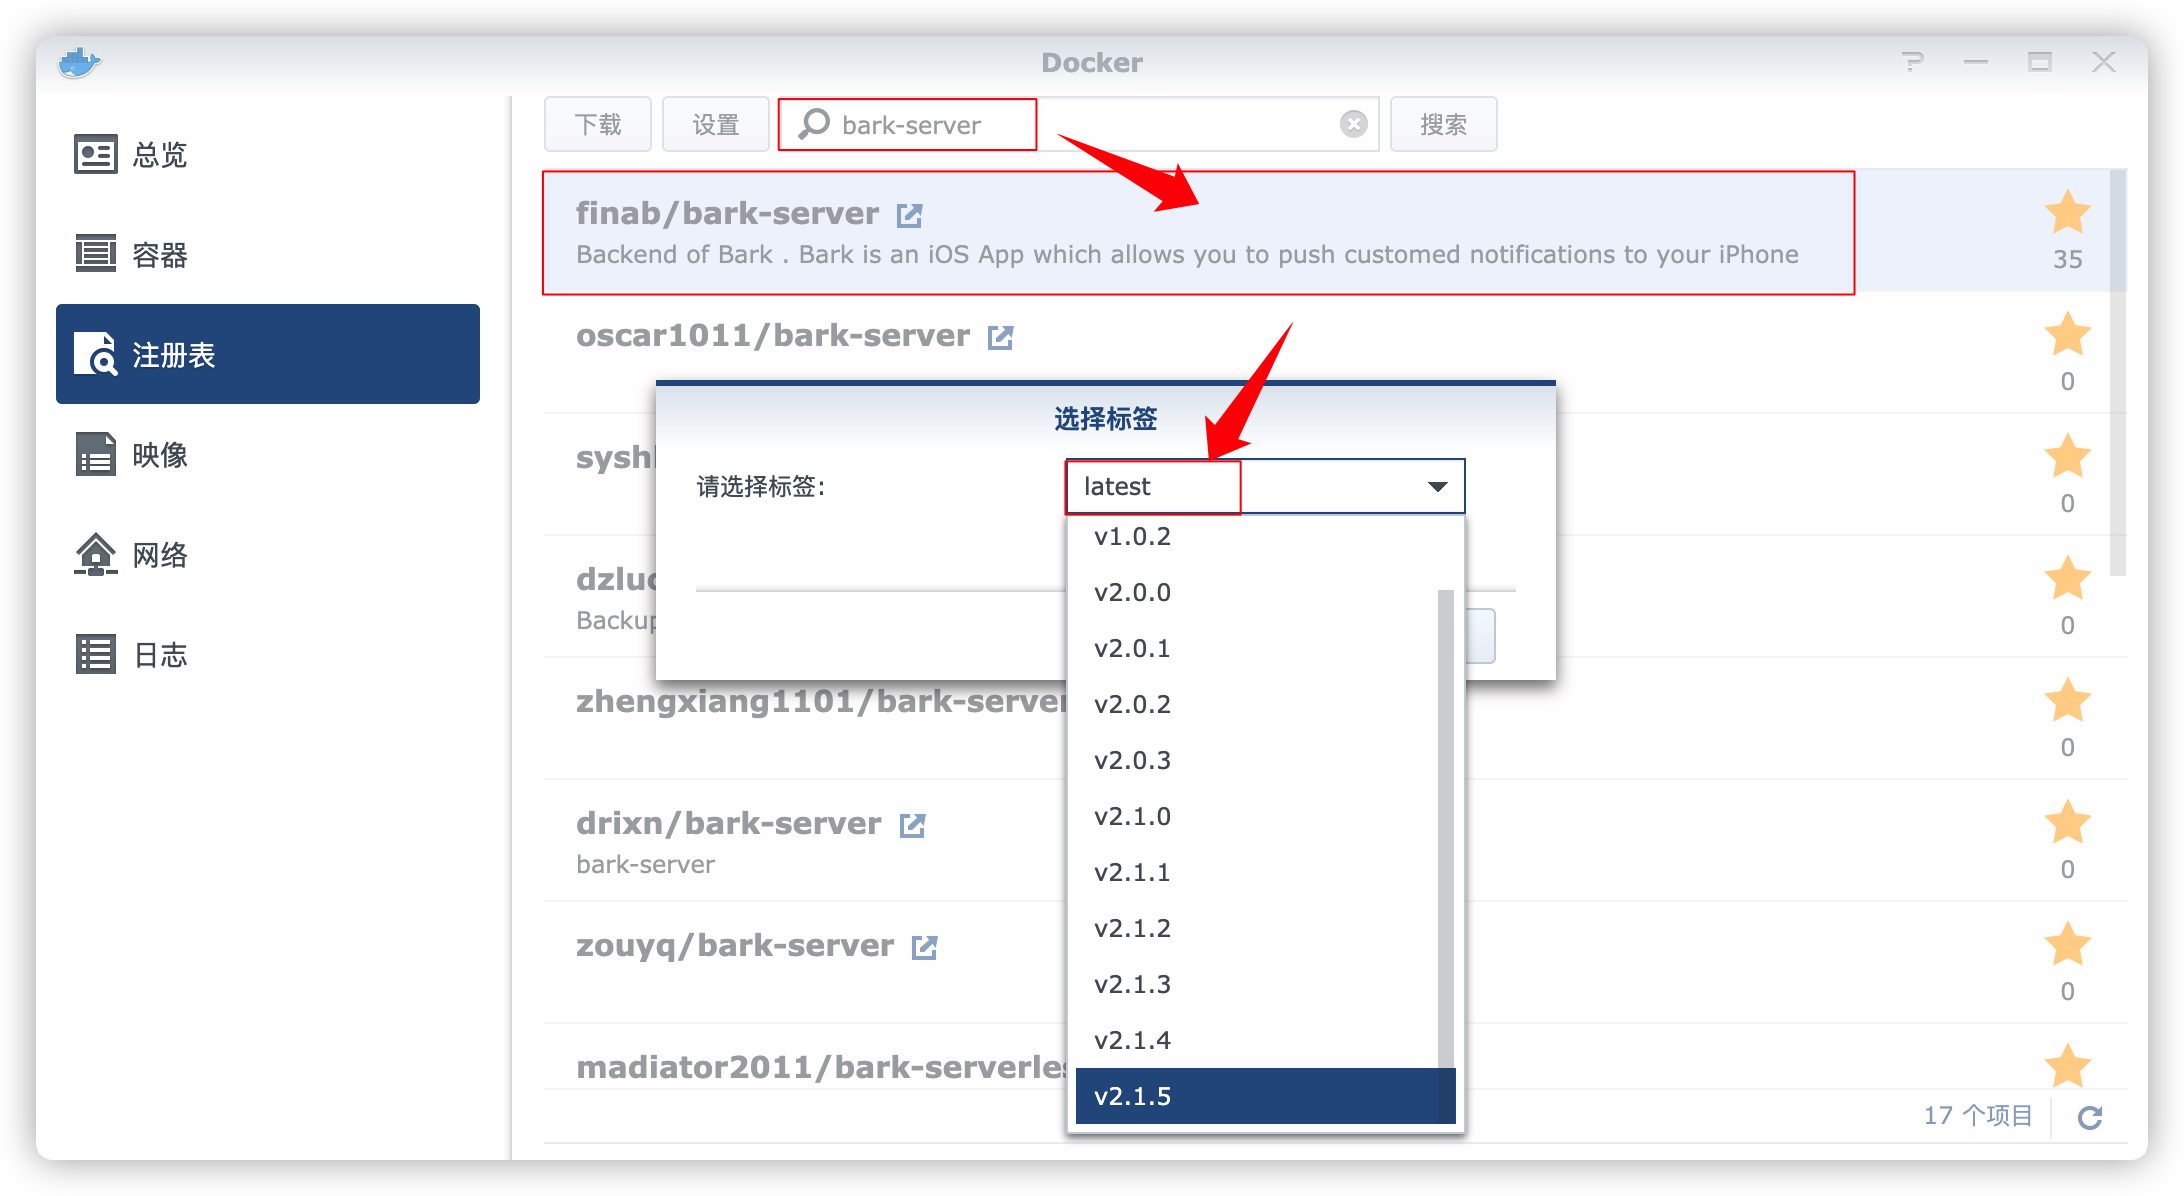 Docker
总览
容器
注册表
映像
网络
日志
下载
设置
bark-server
搜索
finab/bark-server
Backend of Bark . Bark is an iOS App which allows you to push customed notifications to your iPhone
35
oscar1011/bark-server
0
0
0
zhengxiang1101/bark-server
0
drixn/bark-server
bark-server
0
zouyq/bark-server
0
madiator2011/bark-serverles
选择标签
请选择标签:
latest
v1.0.2
v2.0.0
v2.0.1
v2.0.2
v2.0.3
v2.1.0
v2.1.1
v2.1.2
v2.1.3
v2.1.4
v2.1.5
17 个项目